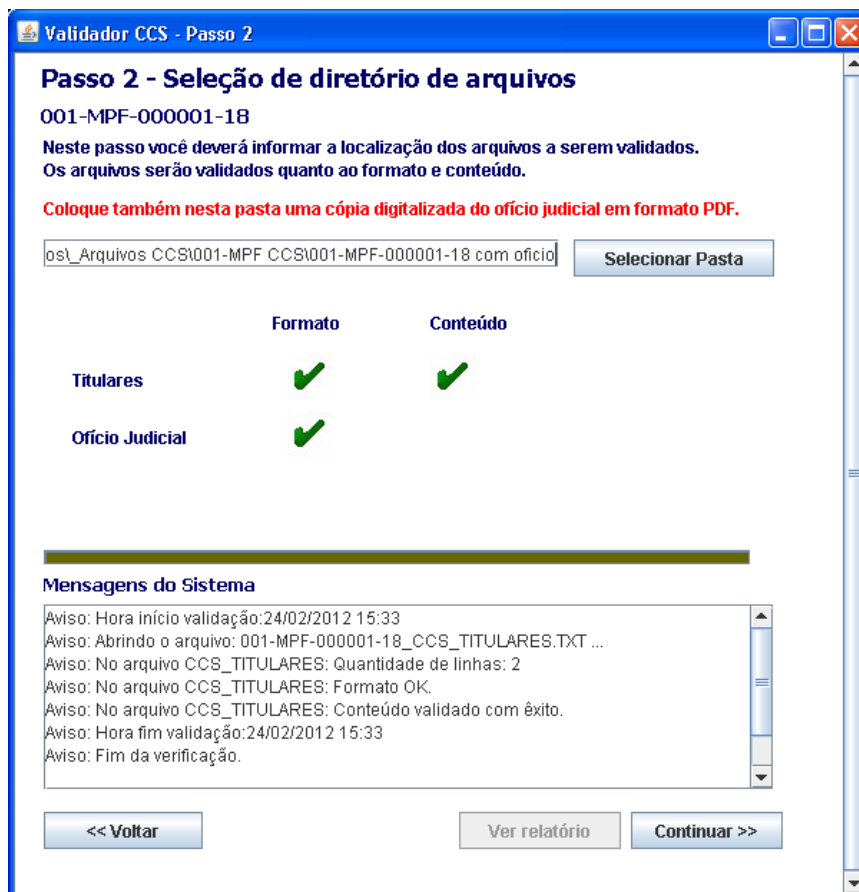 Validador CCS - Passo 2
Passo 2 - Seleção de diretório de arquivos
001-MPF-000001-18
Neste passo você deverá informar a localização dos arquivos a serem validados.
Os arquivos serão validados quanto ao formato e conteúdo.
Coloque também nesta pasta uma cópia digitalizada do ofício judicial em formato PDF.
os\_Arquivos CCS\001-MPF CCS\001-MPF-000001-18 com oficio
Selecionar Pasta
Formato Conteúdo
Titulares
Ofício Judicial
Mensagens do Sistema
Aviso: Hora início validação:24/02/2012 15:33
Aviso: Abrindo o arquivo: 001-MPF-000001-18_CCS_TITULARES.TXT ...
Aviso: No arquivo CCS_TITULARES: Quantidade de linhas: 2
Aviso: No arquivo CCS_TITULARES: Formato OK.
Aviso: No arquivo CCS_TITULARES: Conteúdo validado com êxito.
Aviso: Hora fim validação:24/02/2012 15:33
Aviso: Fim da verificação.
<< Voltar Ver relatório Continuar >>